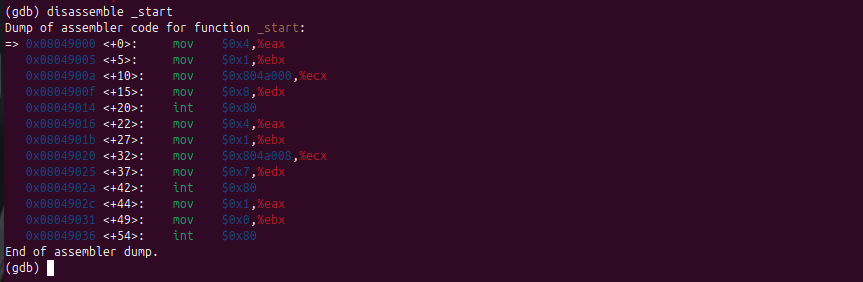 (gdb) disassemble _start
Dump of assembler code for function _start:
=> 0x08049000 <+0>:     mov    $0x4,%eax
   0x08049005 <+5>:     mov    $0x1,%ebx
   0x0804900a <+10>:    mov    $0x804a000,%ecx
   0x0804900f <+15>:    mov    $0x8,%edx
   0x08049014 <+20>:    int    $0x80
   0x08049016 <+22>:    mov    $0x4,%eax
   0x0804901b <+27>:    mov    $0x1,%ebx
   0x08049020 <+32>:    mov    $0x804a008,%ecx
   0x08049025 <+37>:    mov    $0x7,%edx
   0x0804902a <+42>:    int    $0x80
   0x0804902c <+44>:    mov    $0x1,%eax
   0x08049031 <+49>:    mov    $0x0,%ebx
   0x08049036 <+54>:    int    $0x80
End of assembler dump.
(gdb)